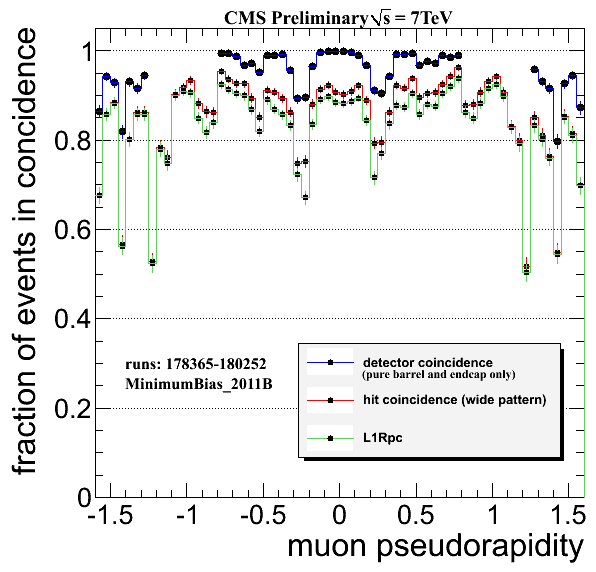 CMS Preliminary√s = 7TeV
fraction of events in concidence
1
0.8
0.6
0.4
0.2
0
runs: 178365-180252
MinimumBias_2011B
detector coincidence
(pure barrel and endcap only)
hit coincidence (wide pattern)
L1Rpc
-1.5 -1 -0.5 0 0.5 1 1.5
muon pseudorapidity